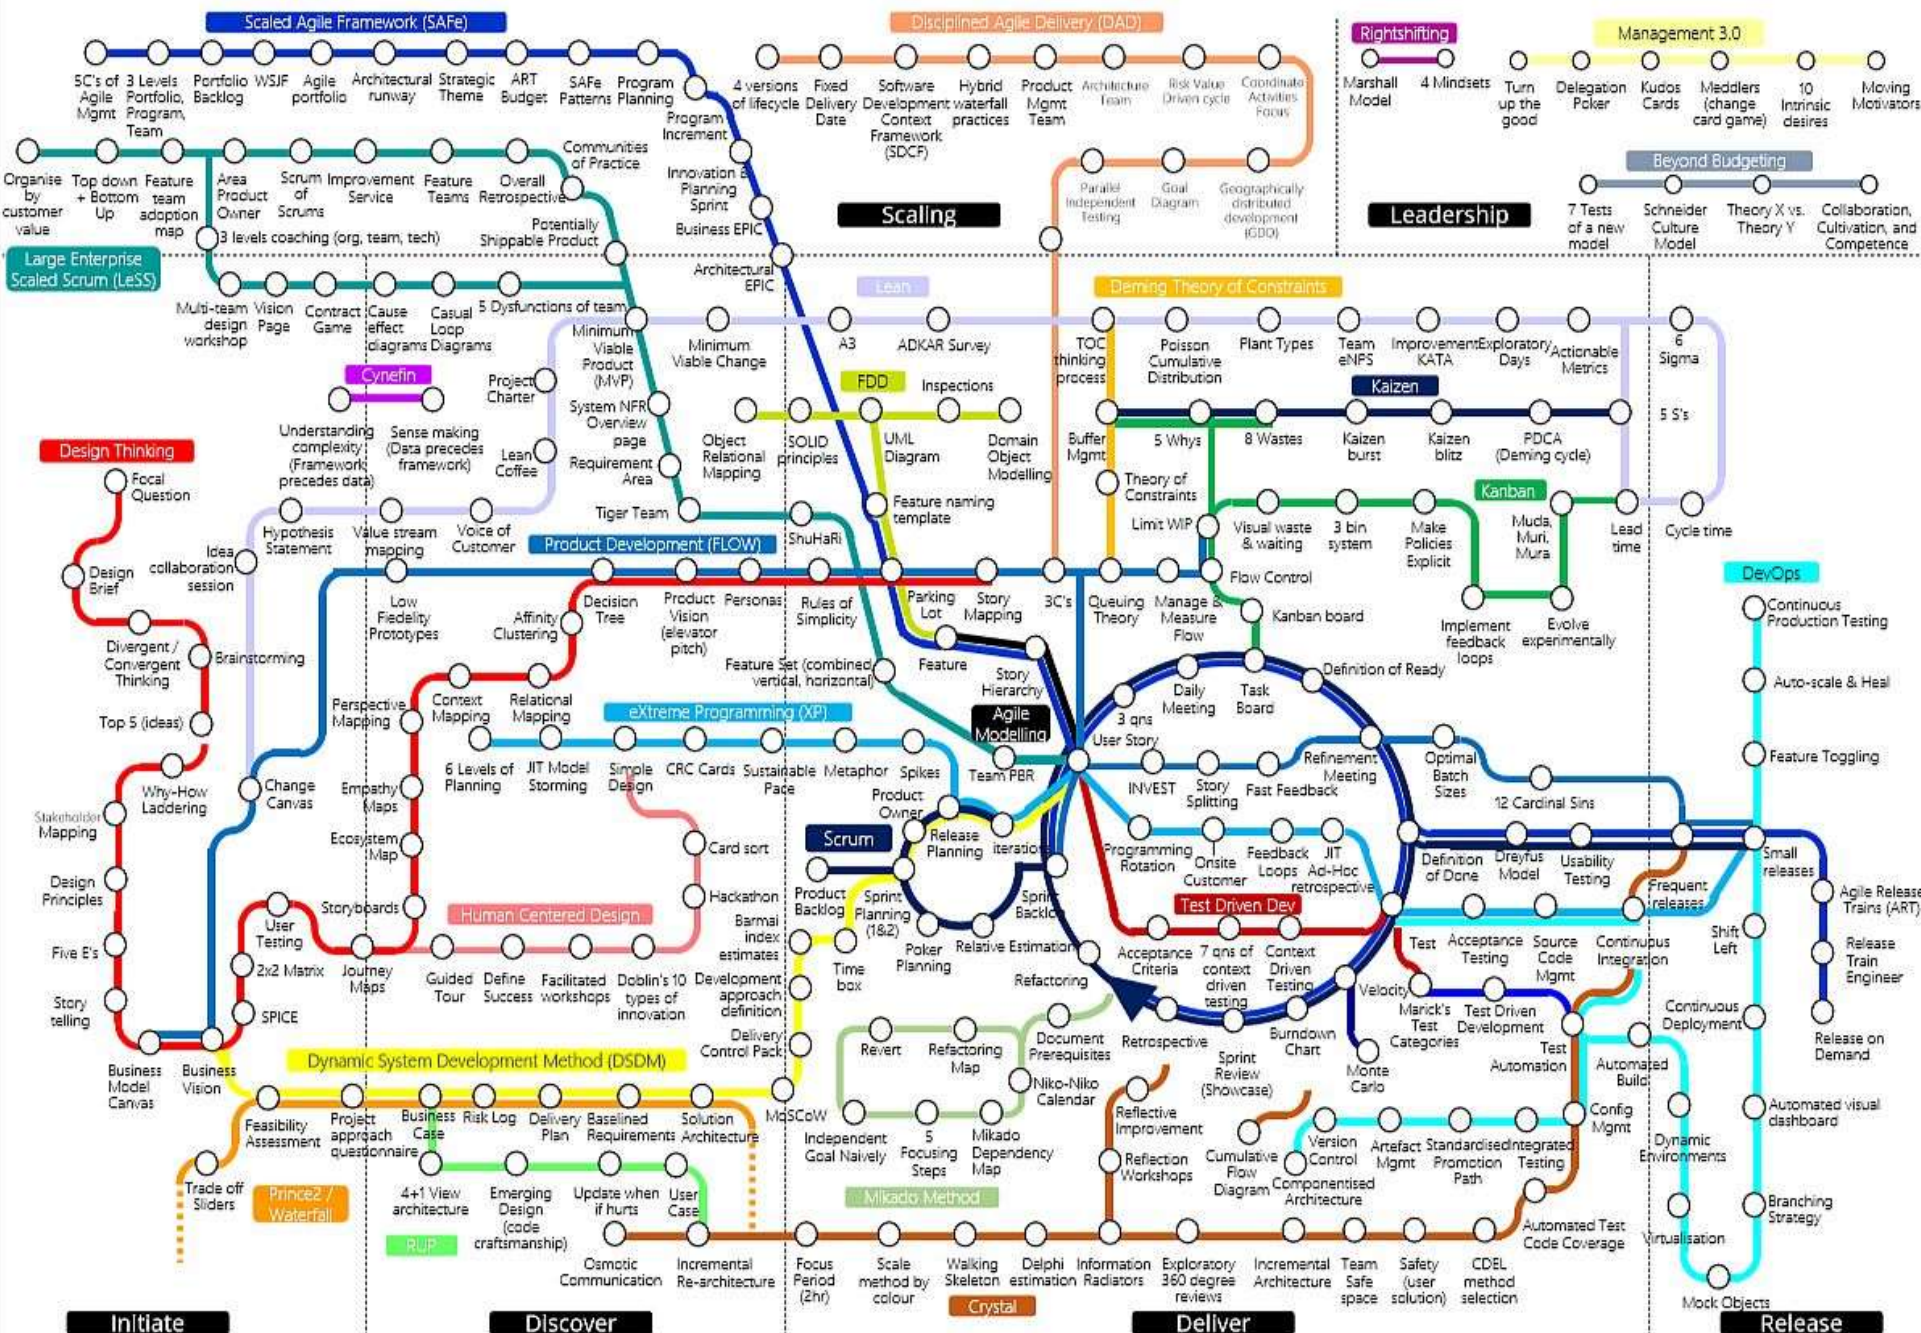 Scaled Agile Framework (SAFe)
5C's of
Agile
Mgmt
3 Levels
Portfolio,
Program,
Team
Portfolio
Backlog
WSJF
Agile
portfolio
Architectural
runway
Strategic
Theme
ART
Budget
SAFe
Patterns
Program
Planning
Program
Increment
Innovation &
Planning
Sprint
Business EPIC
Architectural
EPIC
Disciplined Agile Delivery (DAD)
4 versions
of lifecycle
Fixed
Delivery
Date
Software
Development
Context
Framework
(SDCF)
Hybrid
waterfall
practices
Product
Mgmt
Team
Architecture
Team
Risk Value
Driven cycle
Coordinate
Activities
Focus
Parallel
Independent
Testing
Goal
Diagram
Geographically
distributed
development
(GDD)
Scaling
Rightshifting
Marshall
Model
4 Mindsets
Management 3.0
Turn
up the
good
Delegation
Poker
Kudos
Cards
Meddlers
(change
card game)
10
Intrinsic
desires
Moving
Motivators
Beyond Budgeting
7 Tests
of a new
model
Schneider
Culture
Model
Theory X vs.
Theory Y
Collaboration,
Cultivation, and
Competence
Leadership
Organise
by
customer
value
Top down
+ Bottom
Up
Feature
team
adoption
map
Area
Product
Owner
Scrum
of
Scrums
Improvement
Service
Feature
Teams
Overall
Retrospective
Communities
of Practice
Potentially
Shippable Product
3 levels coaching (org, team, tech)
Large Enterprise
Scaled Scrum (LeSS)
Multi-team
design
workshop
Vision
Page
Contract
Game
Cause
effect
diagrams
Casual
Loop
Diagrams
5 Dysfunctions of team
Minimum
Viable
Product
(MVP)
System NFR
Overview
page
Requirement
Area
Tiger Team
ShuHaRi
Feature Set (combined,
vertical, horizontal)
Team PBR
Lean
Minimum
Viable Change
A3
ADKAR Survey
TOC
thinking
process
Poisson
Cumulative
Distribution
Plant Types
Team
eNPS
Improvement
KATA
Exploratory
Days
Actionable
Metrics
6
Sigma
5 S's
Deming Theory of Constraints
Kaizen
Buffer
Mgmt
5 Whys
8 Wastes
Kaizen
burst
Kaizen
blitz
PDCA
(Deming cycle)
Theory of
Constraints
Kanban
Limit WIP
Visual waste
& waiting
3 bin
system
Make
Policies
Explicit
Muda,
Muri,
Mura
Lead
time
Cycle time
Implement
feedback
loops
Evolve
experimentally
Flow Control
Kanban board
Cynefin
Understanding
complexity
(Framework
precedes data)
Sense making
(Data precedes
framework)
Project
Charter
Lean
Coffee
Hypothesis
Statement
Value stream
mapping
Voice of
Customer
Idea
collaboration
session
FDD
Inspections
Object
Relational
Mapping
SOLID
principles
UML
Diagram
Domain
Object
Modelling
Feature naming
template
Design Thinking
Focal
Question
Design
Brief
Divergent /
Convergent
Thinking
Brainstorming
Top 5 (ideas)
Why-How
Laddering
Stakeholder
Mapping
Design
Principles
Five E's
Story
telling
Business
Model
Canvas
Business
Vision
SPICE
2x2 Matrix
User
Testing
Journey
Maps
Storyboards
Ecosystem
Map
Empathy
Maps
Perspective
Mapping
Context
Mapping
Relational
Mapping
Affinity
Clustering
Decision
Tree
Change
Canvas
Product Development (FLOW)
Low
Fiedelity
Prototypes
Product
Vision
(elevator
pitch)
Personas
Rules of
Simplicity
Parking
Lot
Story
Mapping
3C's
Queuing
Theory
Manage &
Measure
Flow
Feature
Story
Hierarchy
Agile
Modelling
eXtreme Programming (XP)
6 Levels of
Planning
JIT Model
Storming
Simple
Design
CRC Cards
Sustainable
Pace
Metaphor
Spikes
Human Centered Design
Card sort
Hackathon
Guided
Tour
Define
Success
Facilitated
workshops
Doblin's 10
types of
innovation
Scrum
Product
Backlog
Product
Owner
Release
Planning
iterations
Sprint
Planning
(1&2)
Poker
Planning
Relative Estimation
Sprint
Backlog
User Story
3 qns
Daily
Meeting
Task
Board
Definition of Ready
Refinement
Meeting
INVEST
Story
Splitting
Fast Feedback
Optimal
Batch
Sizes
12 Cardinal Sins
Programming
Rotation
Onsite
Customer
Feedback
Loops
JIT
Ad-Hoc
retrospective
Definition
of Done
Dreyfus
Model
Usability
Testing
Frequent
releases
Small
releases
Test Driven Dev
Acceptance
Criteria
7 qns of
context
driven
testing
Context
Driven
Testing
Test
Acceptance
Testing
Source
Code
Mgmt
Continuous
Integration
Velocity
Marick's
Test
Categories
Test Driven
Development
Test
Automation
Refactoring
Retrospective
Sprint
Review
(Showcase)
Burndown
Chart
Monte
Carlo
DevOps
Continuous
Production Testing
Auto-scale & Heal
Feature Toggling
Shift
Left
Continuous
Deployment
Automated visual
dashboard
Branching
Strategy
Mock Objects
Virtualisation
Dynamic
Environments
Automated
Build
Config
Mgmt
Version
Control
Artefact
Mgmt
Standardised
Promotion
Path
Integrated
Testing
Componentised
Architecture
Agile Release
Trains (ART)
Release
Train
Engineer
Release on
Demand
Dynamic System Development Method (DSDM)
Barmai
index
estimates
Time
box
Development
approach
definition
Delivery
Control Pack
MoSCoW
Feasibility
Assessment
Project
approach
questionnaire
Business
Case
Risk Log
Delivery
Plan
Baselined
Requirements
Solution
Architecture
Trade off
Sliders
Prince2 /
Waterfall
RUP
4+1 View
architecture
Emerging
Design
(code
craftsmanship)
Update when
if hurts
User
Case
Mikado Method
Revert
Refactoring
Map
Document
Prerequisites
Niko-Niko
Calendar
Independent
Goal Naively
5
Focusing
Steps
Mikado
Dependency
Map
Crystal
Osmotic
Communication
Incremental
Re-architecture
Focus
Period
(2hr)
Scale
method by
colour
Walking
Skeleton
Delphi
estimation
Information
Radiators
Exploratory
360 degree
reviews
Incremental
Architecture
Team
Safe
space
Safety
(user
solution)
CDEL
method
selection
Automated Test
Code Coverage
Reflective
Improvement
Reflection
Workshops
Cumulative
Flow
Diagram
Initiate
Discover
Deliver
Release